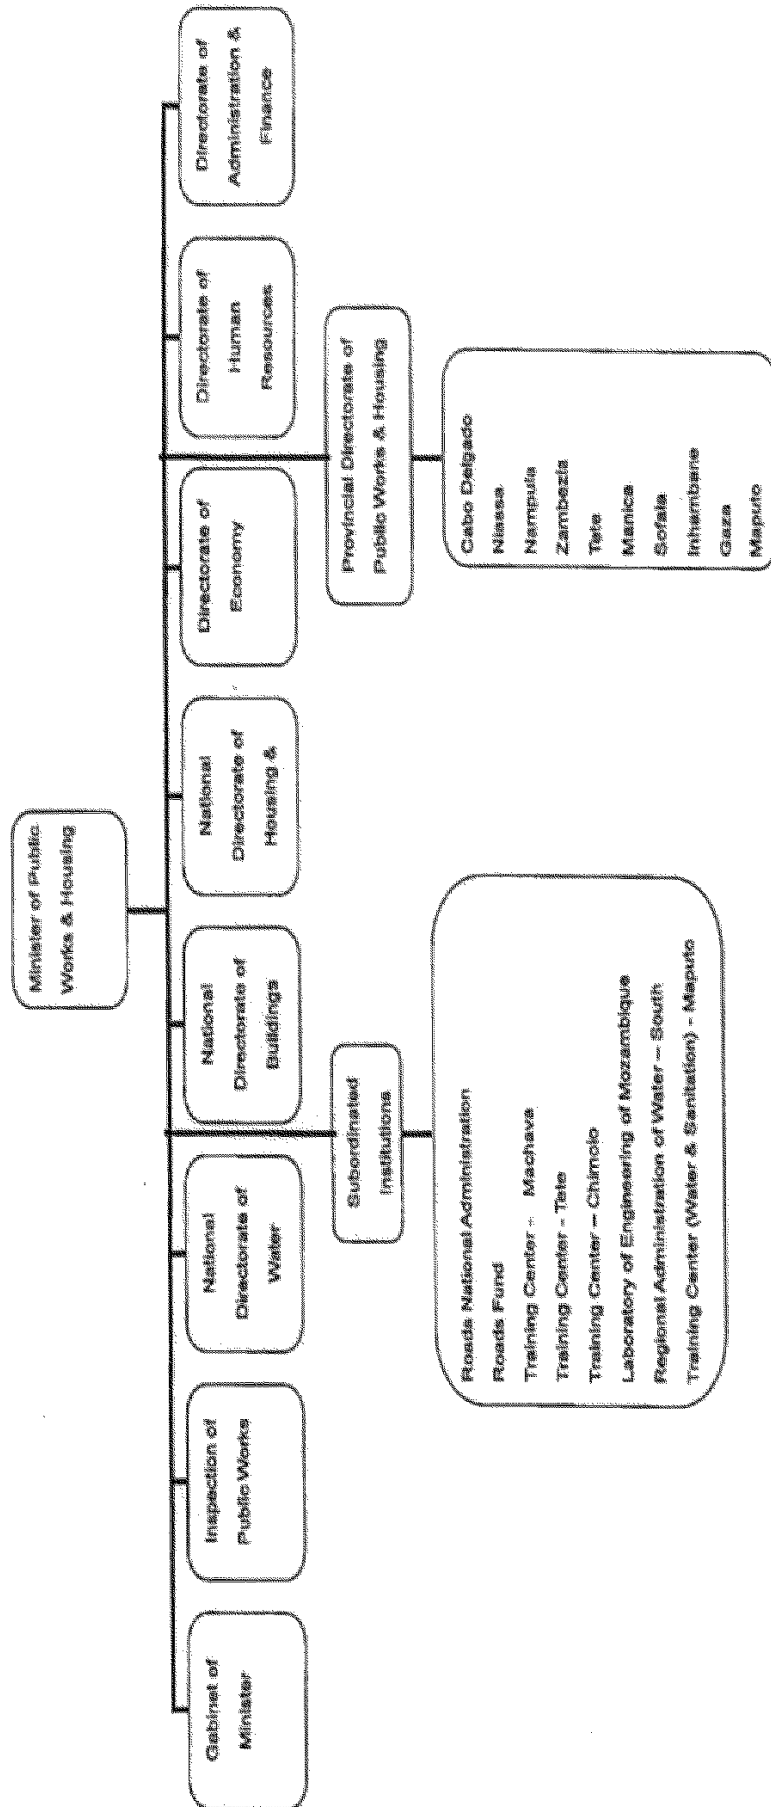 Minister of Public
Works & Housing
Gabinet of
Minister
Inspection of
Public Works
National
Directorate of
Water
National
Directorate of
Buildings
National
Directorate of
Housing &
Directorate of
Economy
Directorate of
Human
Resources
Directorate of
Administration &
Finance
Subordinated
Institutions
Provincial Directorate of
Public Works & Housing
Roads National Administration
Roads Fund
Training Center – Machava
Training Center - Tete
Training Center – Chimoio
Laboratory of Engineering of Mozambique
Regional Administration of Water – South
Training Center (Water & Sanitation) - Maputo
Cabo Delgado
Niassa
Nampula
Zambezia
Tete
Manica
Sofala
Inhambane
Gaza
Maputo